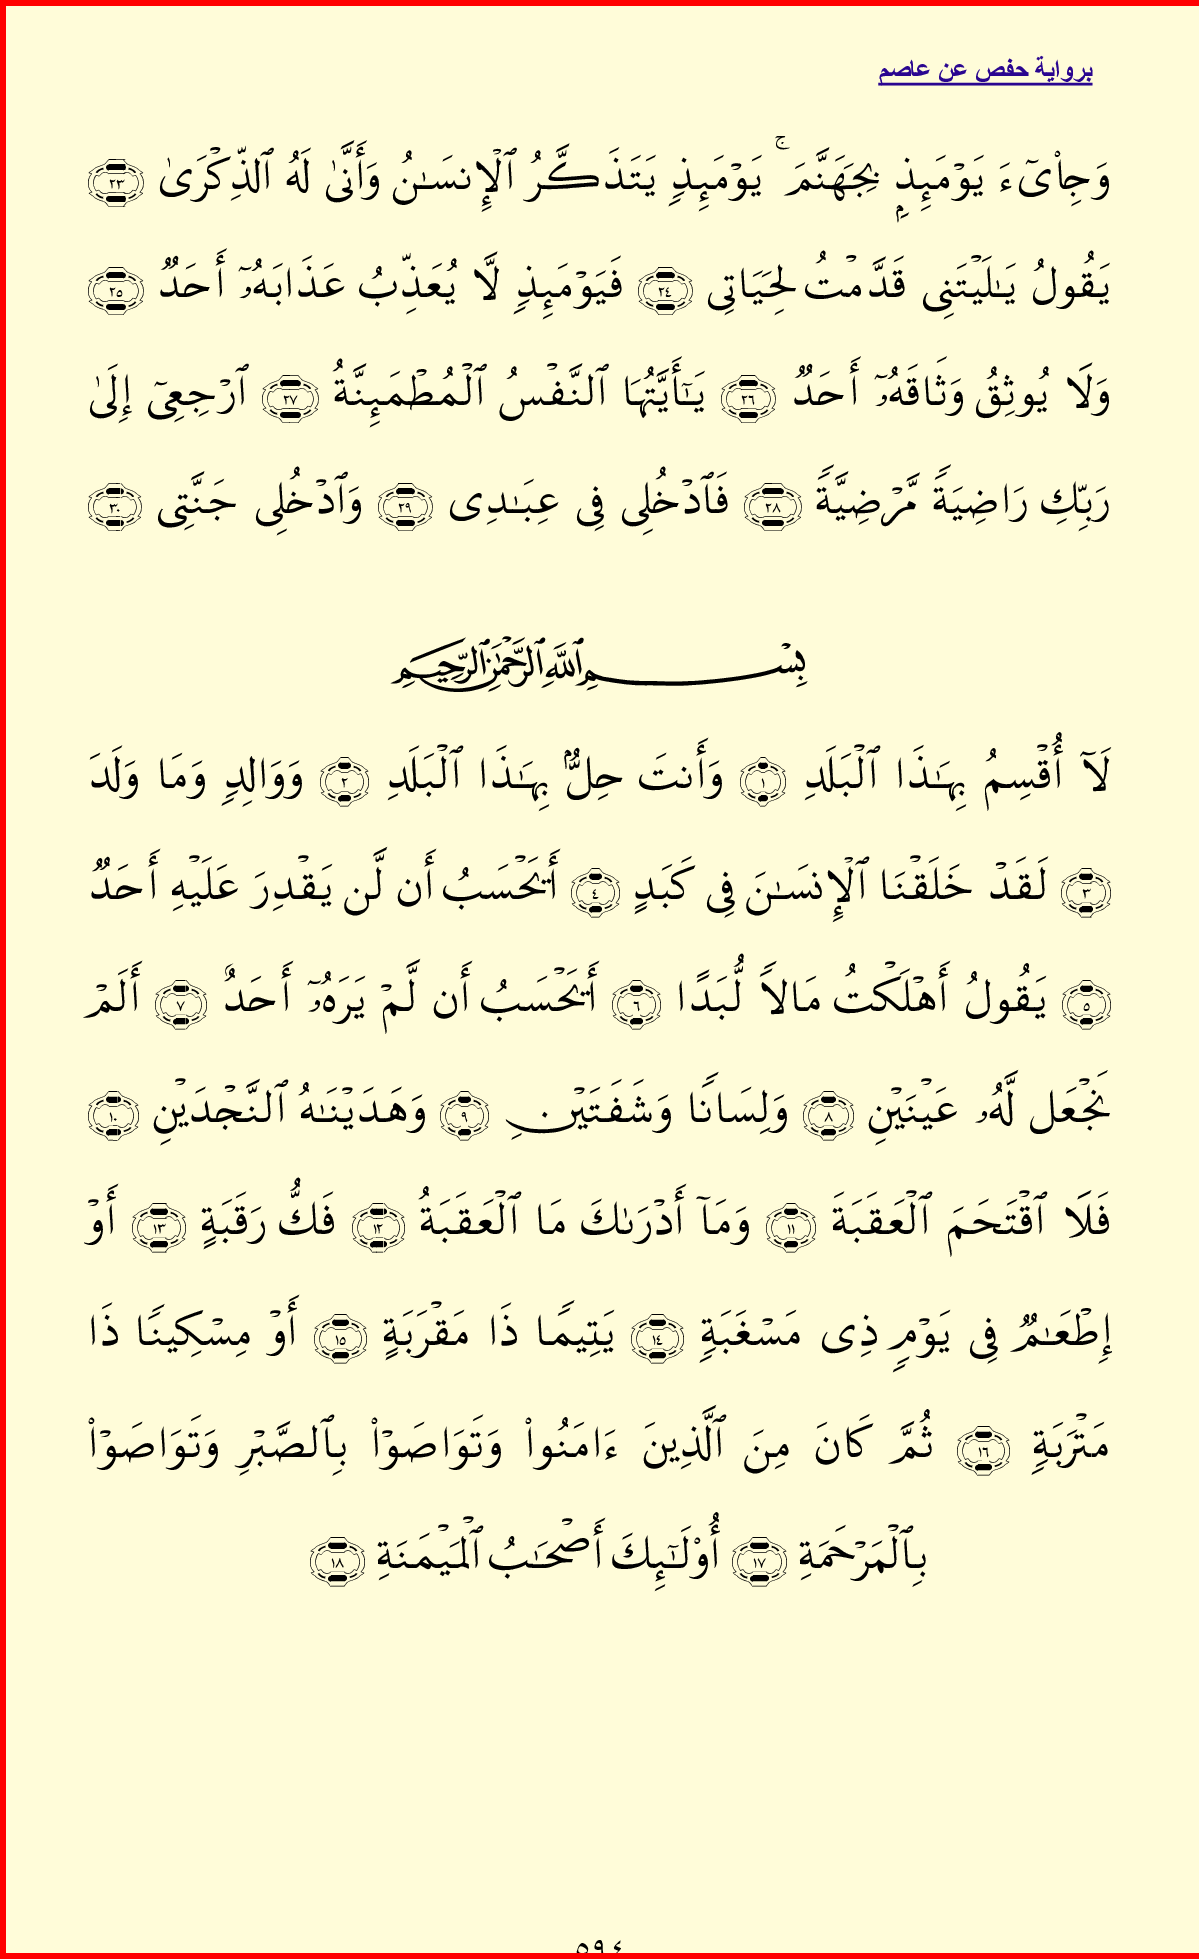 برواية حفص عن عاصم
وَجِا۟ىٓءَ يَوْمَئِذٍۭ بِجَهَنَّمَ ۚ يَوْمَئِذٍ يَتَذَكَّرُ ٱلْإِنسَـٰنُ وَأَنَّىٰ لَهُ ٱلذِّكْرَىٰ ٢٣
يَقُولُ يَـٰلَيْتَنِى قَدَّمْتُ لِحَيَاتِى ٢٤ فَيَوْمَئِذٍ لَّا يُعَذِّبُ عَذَابَهُۥٓ أَحَدٌ ٢٥
وَلَا يُوثِقُ وَثَاقَهُۥٓ أَحَدٌ ٢٦ يَـٰٓأَيَّتُهَا ٱلنَّفْسُ ٱلْمُطْمَئِنَّةُ ٢٧ ٱرْجِعِىٓ إِلَىٰ
رَبِّكِ رَاضِيَةً مَّرْضِيَّةً ٢٨ فَٱدْخُلِى فِى عِبَـٰدِى ٢٩ وَٱدْخُلِى جَنَّتِى ٣٠
بِسْمِ ٱللَّهِ ٱلرَّحْمَـٰنِ ٱلرَّحِيمِ
لَآ أُقْسِمُ بِهَـٰذَا ٱلْبَلَدِ ١ وَأَنتَ حِلٌّۢ بِهَـٰذَا ٱلْبَلَدِ ٢ وَوَالِدٍ وَمَا وَلَدَ
٣ لَقَدْ خَلَقْنَا ٱلْإِنسَـٰنَ فِى كَبَدٍ ٤ أَيَحْسَبُ أَن لَّن يَقْدِرَ عَلَيْهِ أَحَدٌ
٥ يَقُولُ أَهْلَكْتُ مَالًا لُّبَدًا ٦ أَيَحْسَبُ أَن لَّمْ يَرَهُۥٓ أَحَدٌ ٧ أَلَمْ
نَجْعَل لَّهُۥ عَيْنَيْنِ ٨ وَلِسَانًا وَشَفَتَيْنِ ٩ وَهَدَيْنَـٰهُ ٱلنَّجْدَيْنِ ١٠
فَلَا ٱقْتَحَمَ ٱلْعَقَبَةَ ١١ وَمَآ أَدْرَىٰكَ مَا ٱلْعَقَبَةُ ١٢ فَكُّ رَقَبَةٍ ١٣ أَوْ
إِطْعَـٰمٌ فِى يَوْمٍ ذِى مَسْغَبَةٍ ١٤ يَتِيمًا ذَا مَقْرَبَةٍ ١٥ أَوْ مِسْكِينًا ذَا
مَتْرَبَةٍ ١٦ ثُمَّ كَانَ مِنَ ٱلَّذِينَ ءَامَنُوا۟ وَتَوَاصَوْا۟ بِٱلصَّبْرِ وَتَوَاصَوْا۟
بِٱلْمَرْحَمَةِ ١٧ أُو۟لَـٰٓئِكَ أَصْحَـٰبُ ٱلْمَيْمَنَةِ ١٨
٥٩٤